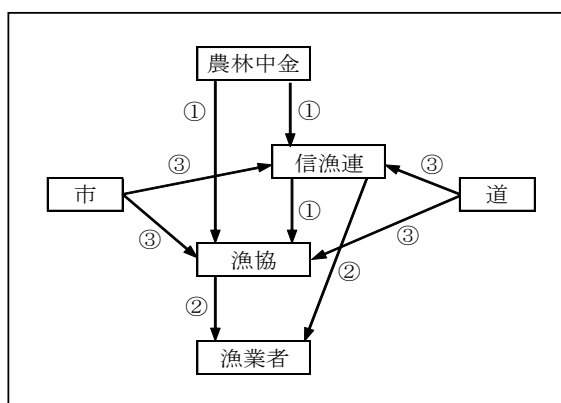 農林中金
① ①
③ 信漁連 ③
市 道
① 
③ ③
漁協 ②
②
漁業者